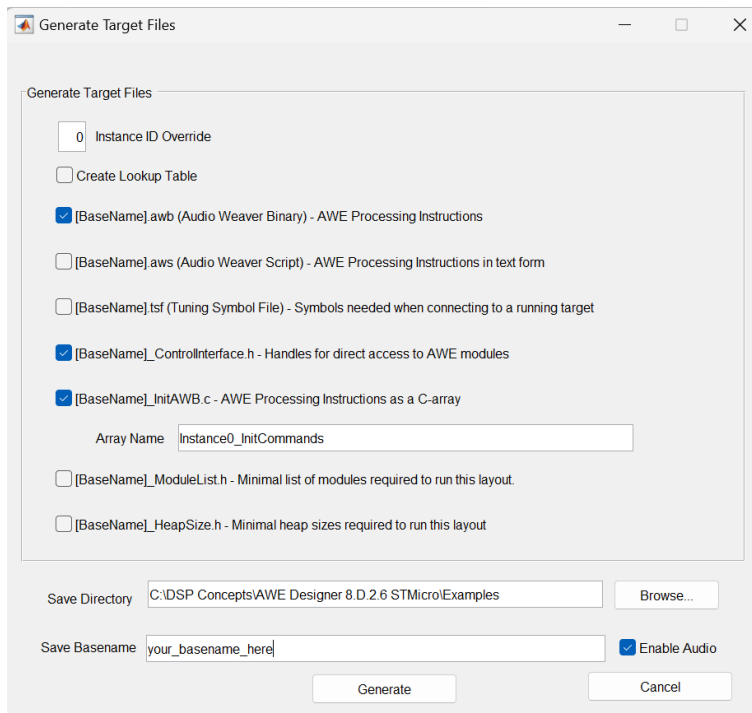 Generate Target Files
Generate Target Files
0 Instance ID Override
Create Lookup Table
[BaseName].awb (Audio Weaver Binary) - AWE Processing Instructions
[BaseName].aws (Audio Weaver Script) - AWE Processing Instructions in text form
[BaseName].tsf (Tuning Symbol File) - Symbols needed when connecting to a running target
[BaseName]_ControlInterface.h - Handles for direct access to AWE modules
[BaseName]_InitAWB.c - AWE Processing Instructions as a C-array
Array Name Instance0_InitCommands
[BaseName]_ModuleList.h - Minimal list of modules required to run this layout.
[BaseName]_HeapSize.h - Minimal heap sizes required to run this layout
Save Directory C:\DSP Concepts\AWE Designer 8.D.2.6 STMicro\Examples Browse...
Save Basename your_basename_here Enable Audio
Generate Cancel